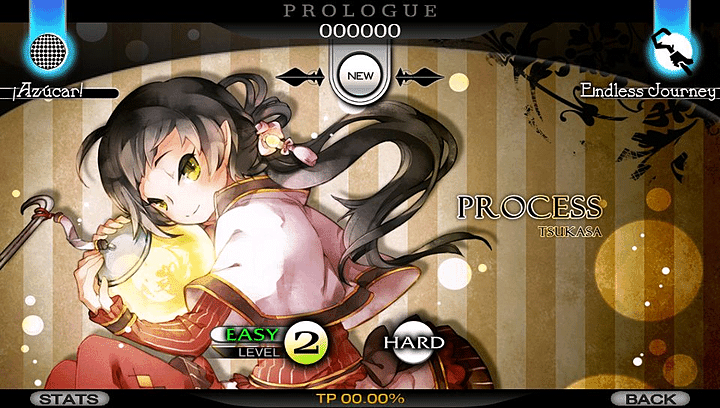 PROLOGUE
000000
NEW
¡Azúcar!
Endless Journey
PROCESS
TSUKASA
EASY
LEVEL
2
HARD
STATS
TP 00.00%
BACK